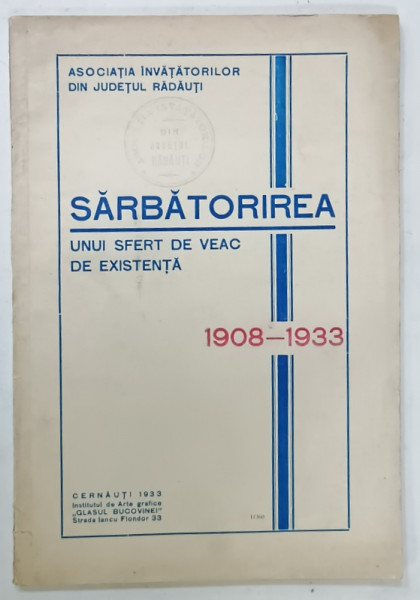 ASOCIAȚIA ÎNVĂȚĂTORILOR
DIN JUDEȚUL RĂDĂUȚI
SĂRBĂTORIREA
UNUI SFERT DE VEAC
DE EXISTENȚĂ
1908—1933
CERNĂUȚI 1933
Institutul de Arte grafice
„GLASUL BUCOVINEI"
Strada Iancu Flondor 33